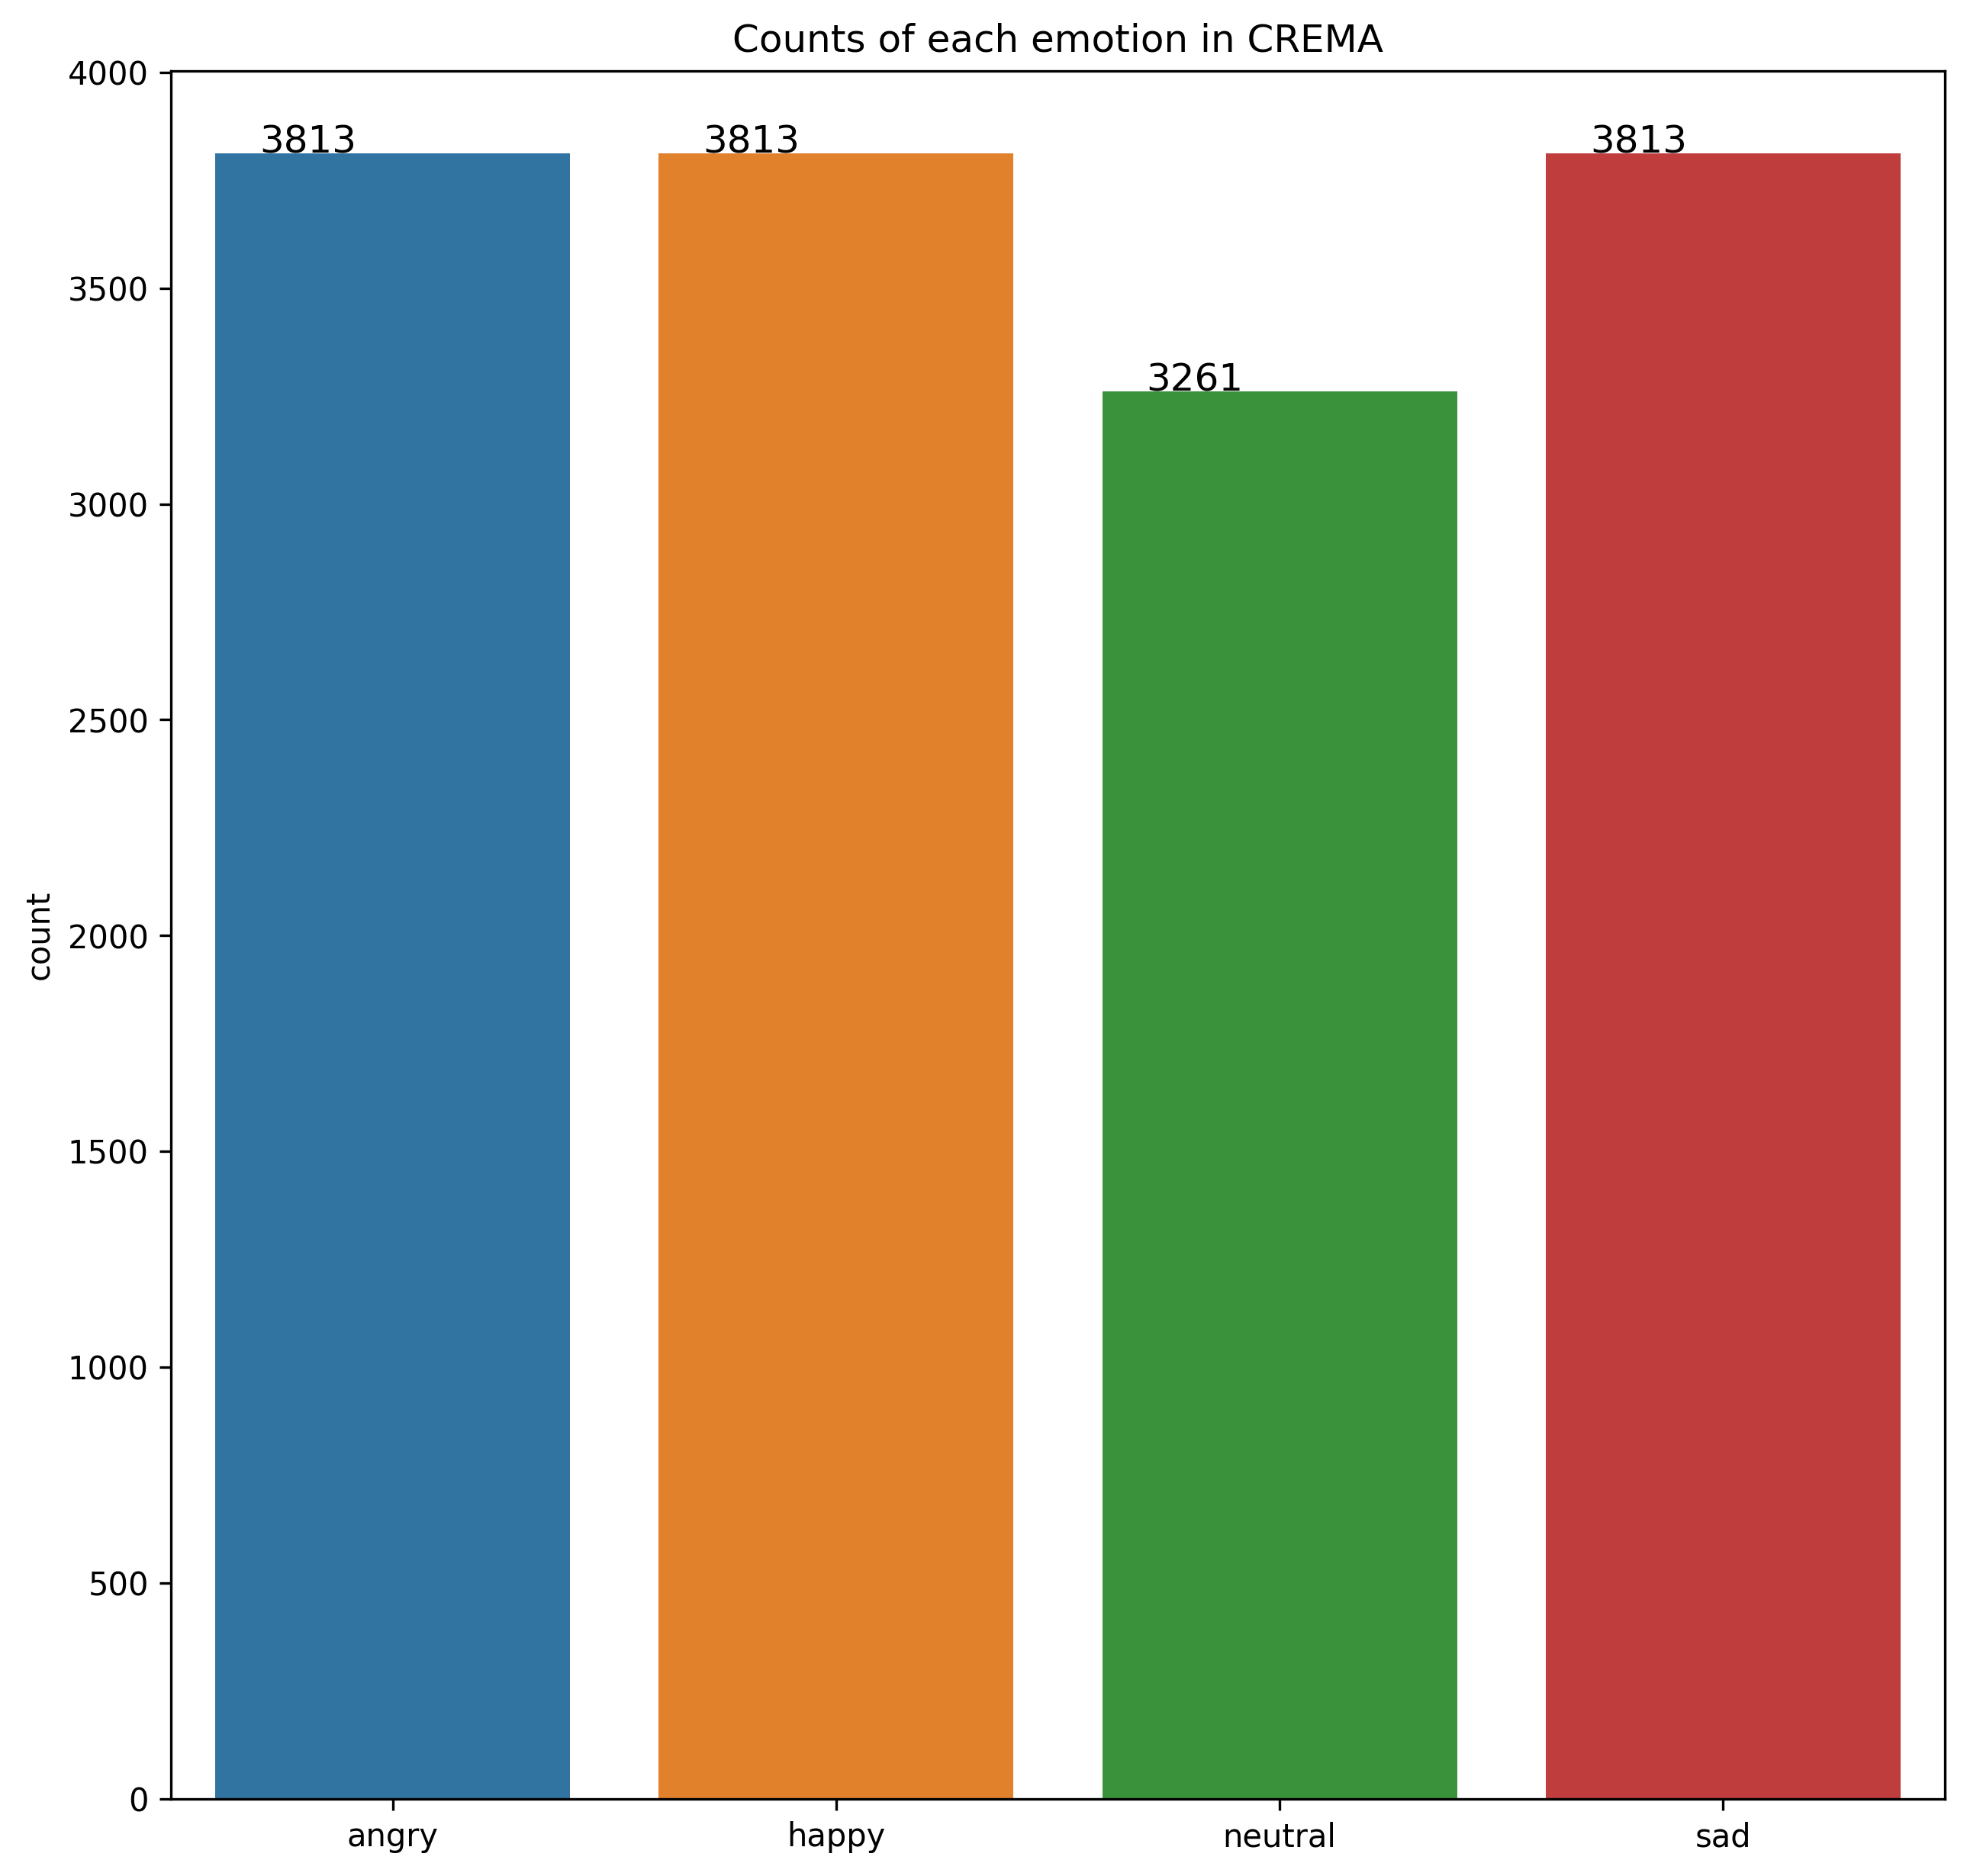 Counts of each emotion in CREMA
4000
3500
3000
2500
2000
1500
1000
500
0
count
3813
3813
3261
3813
angry
happy
neutral
sad